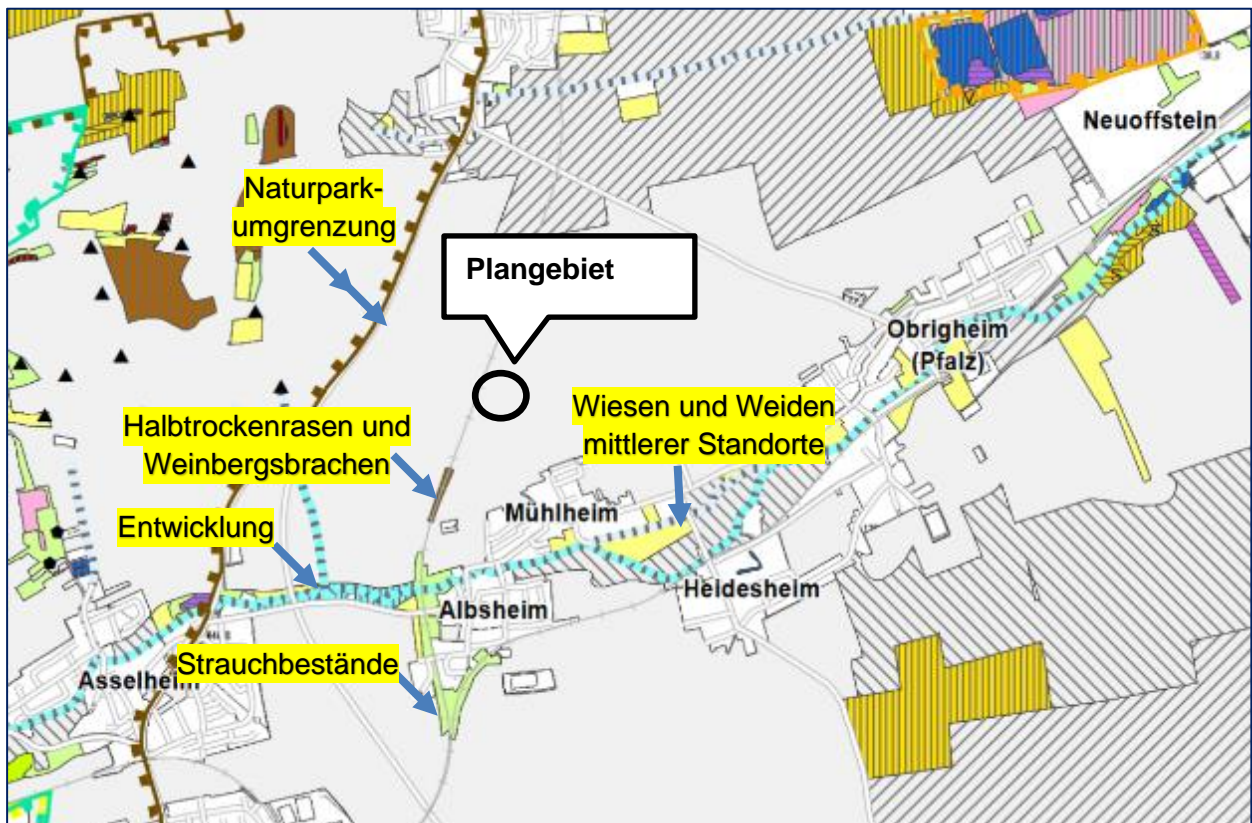 Neuoffstein
Naturpark-
umgrenzung
Plangebiet
Obrigheim
(Pfalz)
Wiesen und Weiden
mittlerer Standorte
Halbtrockenrasen und
Weinbergsbrachen
Mühlheim
Entwicklung
Heidesheim
Albsheim
Strauchbestände
Asselheim